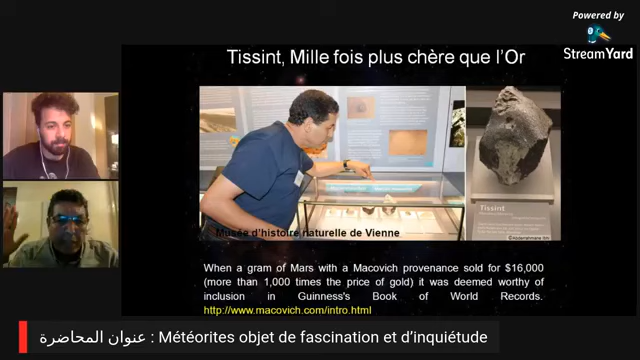 Powered by
StreamYard
Tissint, Mille fois plus chère que l'Or
Musée d'histoire naturelle de Vienne
Tissint
When a gram of Mars with a Macovich provenance sold for $16,000
(more than 1,000 times the price of gold) it was deemed worthy of
inclusion in Guinness's Book of World Records.
http://www.macovich.com/intro.html
عنوان المحاضرة : Météorites objet de fascination et d'inquiétude